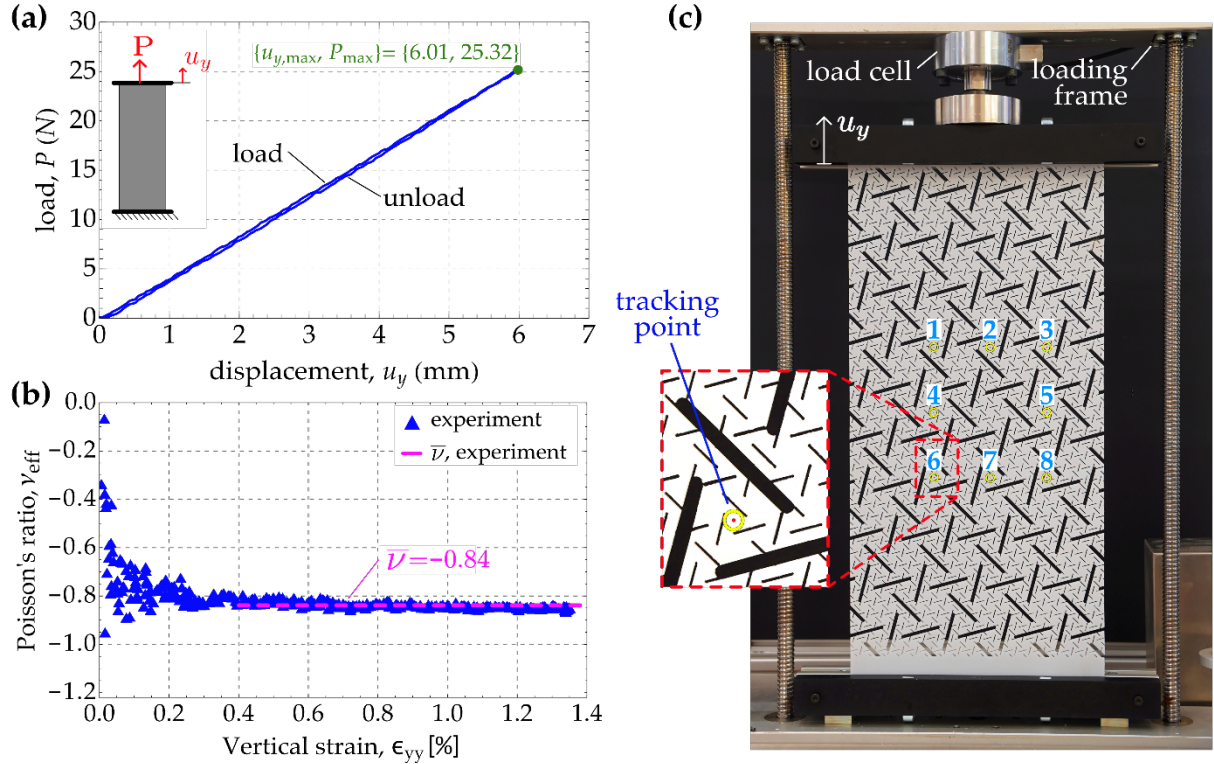 (a)
30
25
20
15
10
5
0
load, P (N)
P
u_y
{u_y,max, P_max}= {6.01, 25.32}
load
unload
0
1
2
3
4
5
6
7
displacement, u_y (mm)
(b)
0.0
−0.2
−0.4
−0.6
−0.8
−1.0
−1.2
Poisson's ratio, ν_eff
experiment
ν̅, experiment
ν̅=−0.84
0.0
0.2
0.4
0.6
0.8
1.0
1.2
1.4
Vertical strain, ϵ_yy [%]
(c)
load cell
loading
frame
u_y
tracking
point
1 2 3
4 5
6 7 8